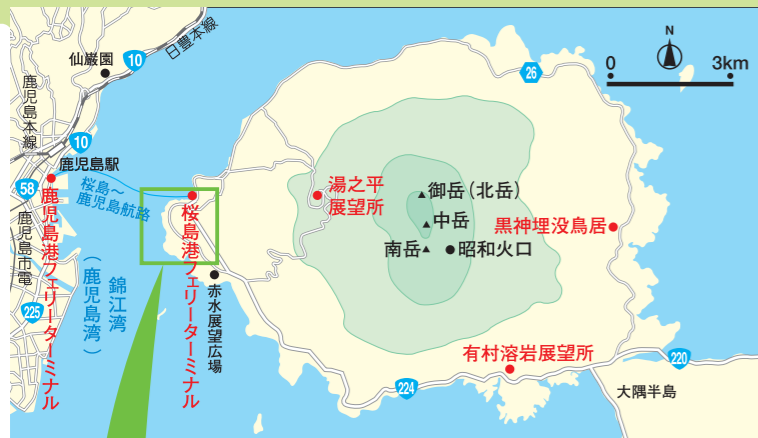 仙巌園
10
日豊本線
鹿児島本線
10
鹿児島駅
58
桜島〜
鹿児島航路
鹿児島市電
鹿児島港フェリーターミナル
225
錦江湾
(鹿児島湾)
桜島港フェリーターミナル
赤水展望広場
湯之平
展望所
御岳(北岳)
中岳
南岳
昭和火口
黒神埋没鳥居
有村溶岩展望所
26
N
0 3km
224
220
大隅半島